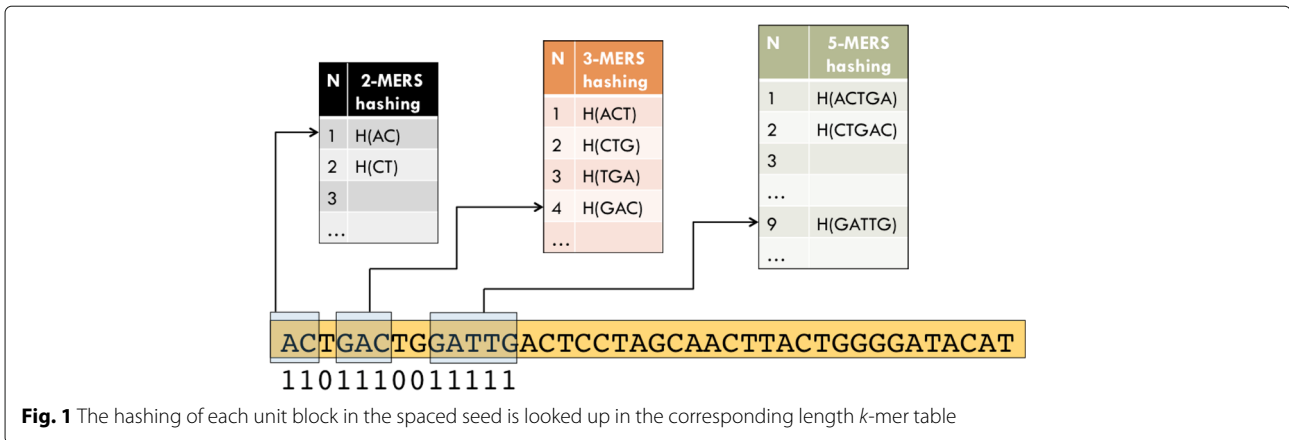 N 2-MERS hashing
1 H(AC)
2 H(CT)
3
...
N 3-MERS hashing
1 H(ACT)
2 H(CTG)
3 H(TGA)
4 H(GAC)
...
N 5-MERS hashing
1 H(ACTGA)
2 H(CTGAC)
3
...
9 H(GATTG)
...
ACTGACTGGATTGACTCCTAGCAACTTACTGGGGATACAT
1101110011111
Fig. 1 The hashing of each unit block in the spaced seed is looked up in the corresponding length k-mer table